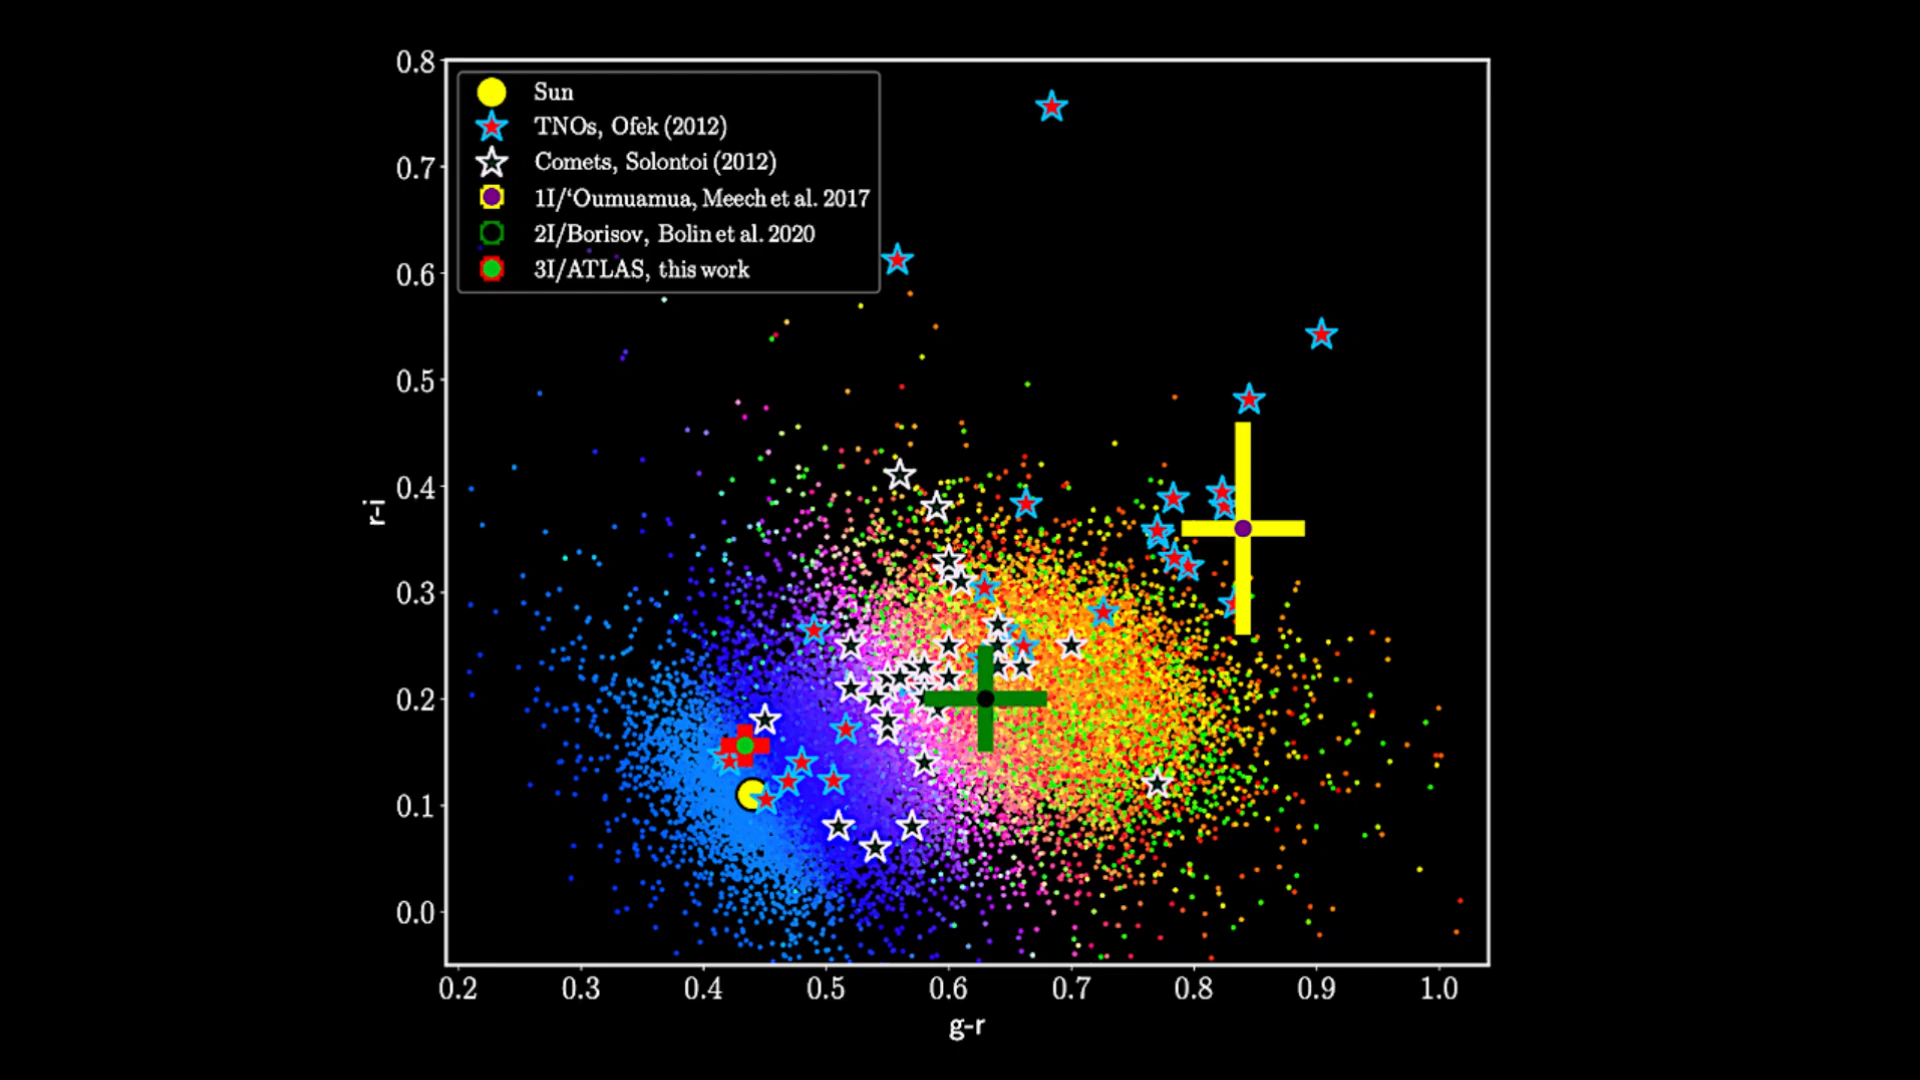 Sun
TNOs, Ofek (2012)
Comets, Solontoi (2012)
1I/‘Oumuamua, Meech et al. 2017
2I/Borisov, Bolin et al. 2020
3I/ATLAS, this work
0.8
0.7
0.6
0.5
0.4
0.3
0.2
0.1
0.0
r-i
0.2 0.3 0.4 0.5 0.6 0.7 0.8 0.9 1.0
g-r